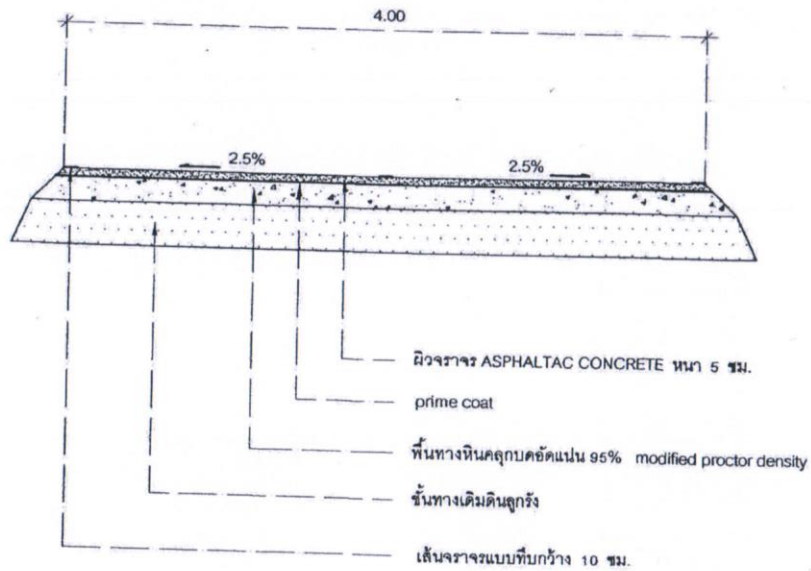 4.00
2.5%
2.5%
ผิวจราจร ASPHALTAC CONCRETE หนา 5 ซม.
prime coat
พื้นทางหินคลุกบดอัดแน่น 95% modified proctor density
ชั้นทางเดิมดินลูกรัง
เส้นจราจรแบบทึบกว้าง 10 ซม.